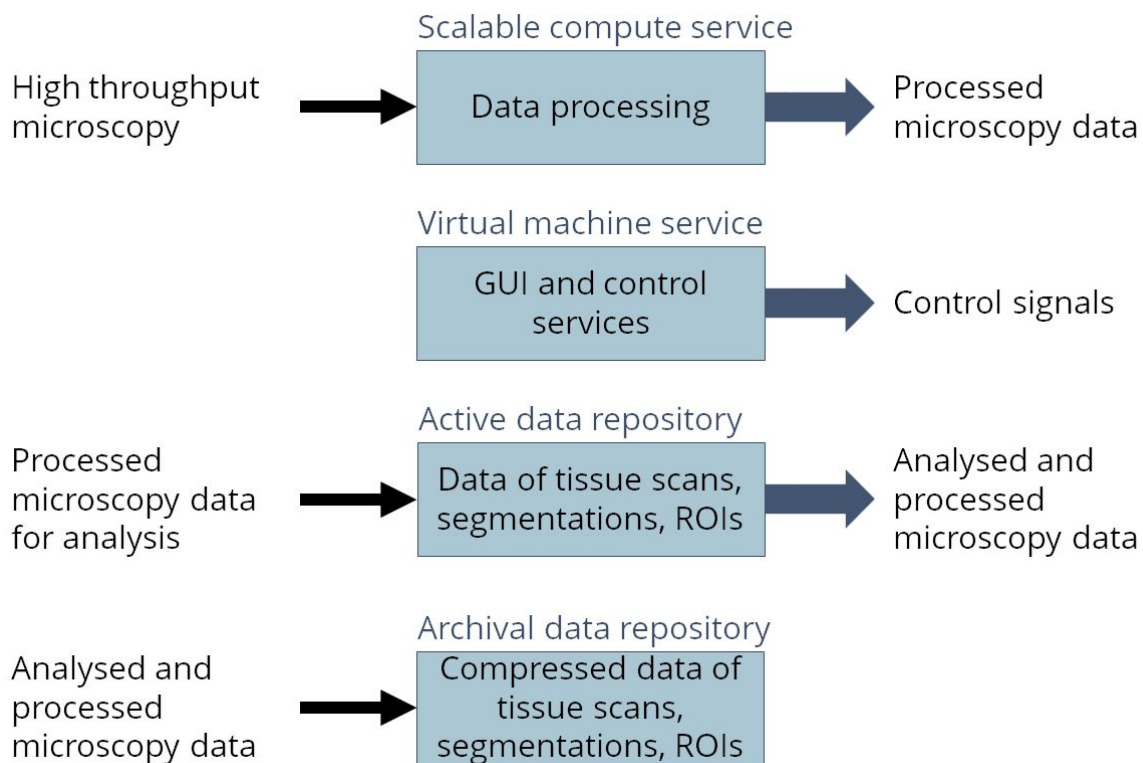 Scalable compute service
High throughput
microscopy
Data processing
Processed
microscopy data
Virtual machine service
GUI and control
services
Control signals
Active data repository
Processed
microscopy data
for analysis
Data of tissue scans,
segmentations, ROIs
Analysed and
processed
microscopy data
Archival data repository
Analysed and
processed
microscopy data
Compressed data of
tissue scans,
segmentations, ROIs